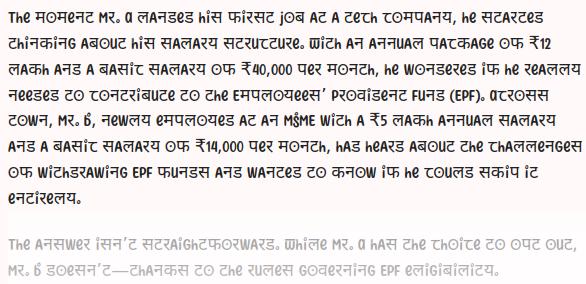 The moment Mr. A landed his first job at a tech company, he started
thinking about his salary structure. With an annual package of ₹12
lakh and a basic salary of ₹40,000 per month, he wondered if he really
needed to contribute to the Employees’ Provident Fund (EPF). Across
town, Mr. B, newly employed at an MSME with a ₹5 lakh annual salary
and a basic salary of ₹14,000 per month, had heard about the challenges
of withdrawing EPF funds and wanted to know if he could skip it
entirely.
The answer isn’t straightforward. While Mr. A has the choice to opt out,
Mr. B doesn’t—thanks to the rules governing EPF eligibility.